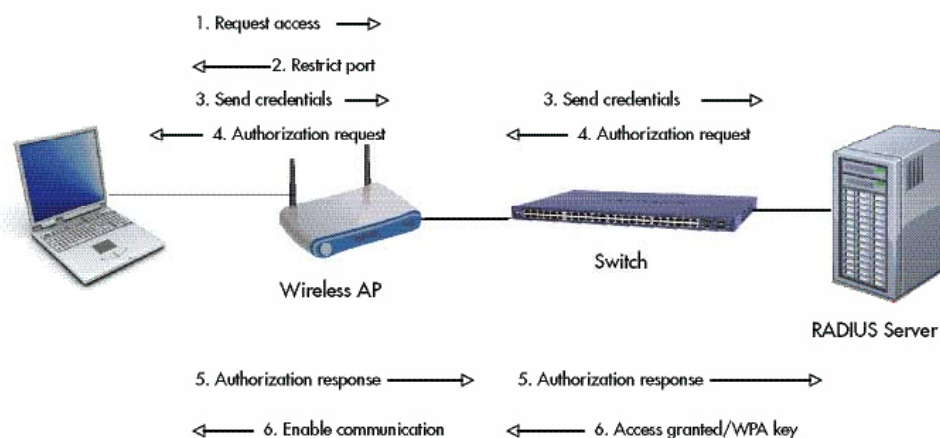 1. Request access
2. Restrict port
3. Send credentials
3. Send credentials
4. Authorization request
4. Authorization request
Wireless AP
Switch
RADIUS Server
5. Authorization response
5. Authorization response
6. Enable communication
6. Access granted/WPA key